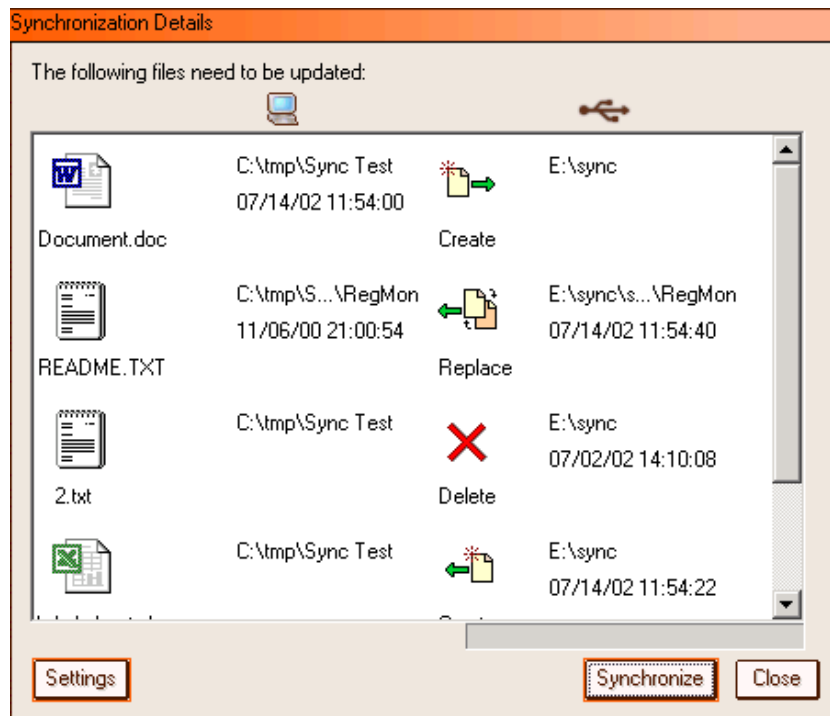 Synchronization Details
The following files need to be updated:
C:\tmp\Sync Test E:\sync
07/14/02 11:54:00
Document.doc Create
C:\tmp\S...\RegMon E:\sync\s...\RegMon
11/06/00 21:00:54 07/14/02 11:54:40
README.TXT Replace
C:\tmp\Sync Test E:\sync
07/02/02 14:10:08
2.txt Delete
C:\tmp\Sync Test E:\sync
07/14/02 11:54:22
Settings Synchronize Close